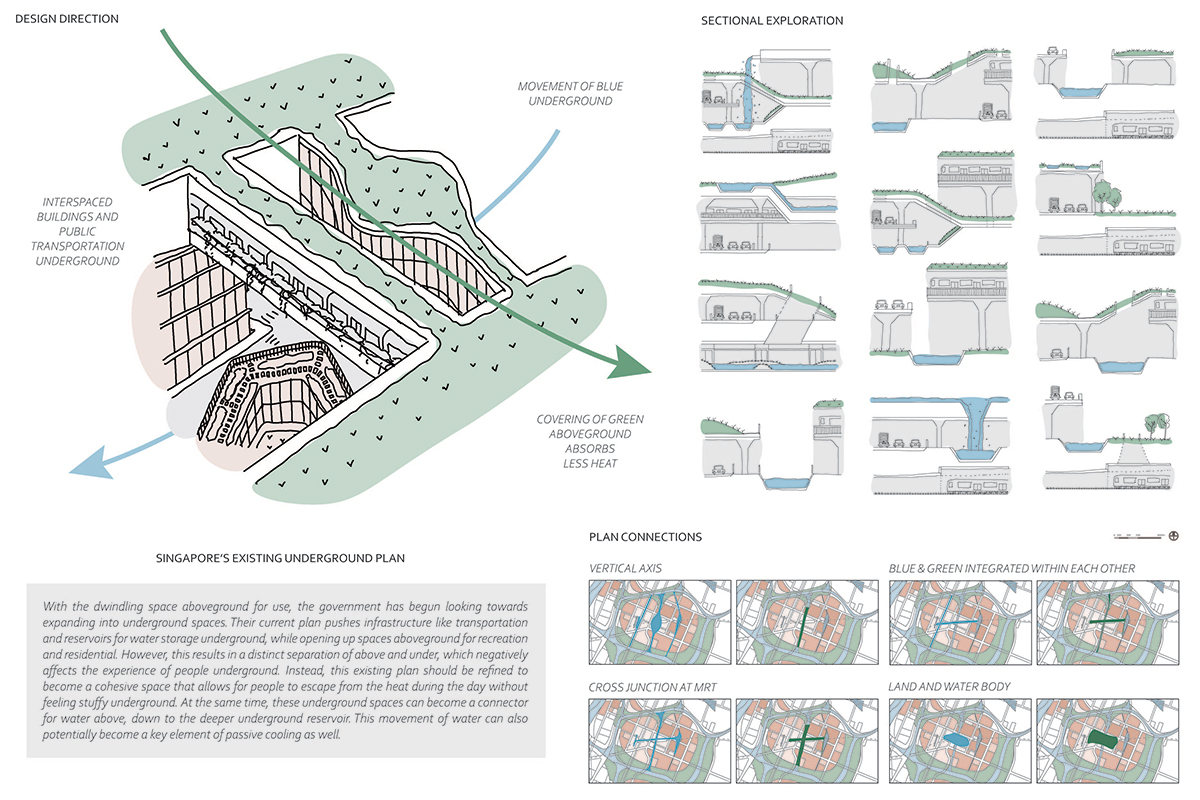 DESIGN DIRECTION
MOVEMENT OF BLUE
UNDERGROUND
INTERSPACED
BUILDINGS AND
PUBLIC
TRANSPORTATION
UNDERGROUND
COVERING OF GREEN
ABOVEGROUND
ABSORBS
LESS HEAT
SECTIONAL EXPLORATION
SINGAPORE'S EXISTING UNDERGROUND PLAN
With the dwindling space aboveground for use, the government has begun looking towards
expanding into underground spaces. Their current plan pushes infrastructure like transportation
and reservoirs for water storage underground, while opening up spaces aboveground for recreation
and residential. However, this results in a distinct separation of above and under, which negatively
affects the experience of people underground. Instead, this existing plan should be refined to
become a cohesive space that allows for people to escape from the heat during the day without
feeling stuffy underground. At the same time, these underground spaces can become a connector
for water above, down to the deeper underground reservoir. This movement of water can also
potentially become a key element of passive cooling as well.
PLAN CONNECTIONS
VERTICAL AXIS
BLUE & GREEN INTEGRATED WITHIN EACH OTHER
CROSS JUNCTION AT MRT
LAND AND WATER BODY